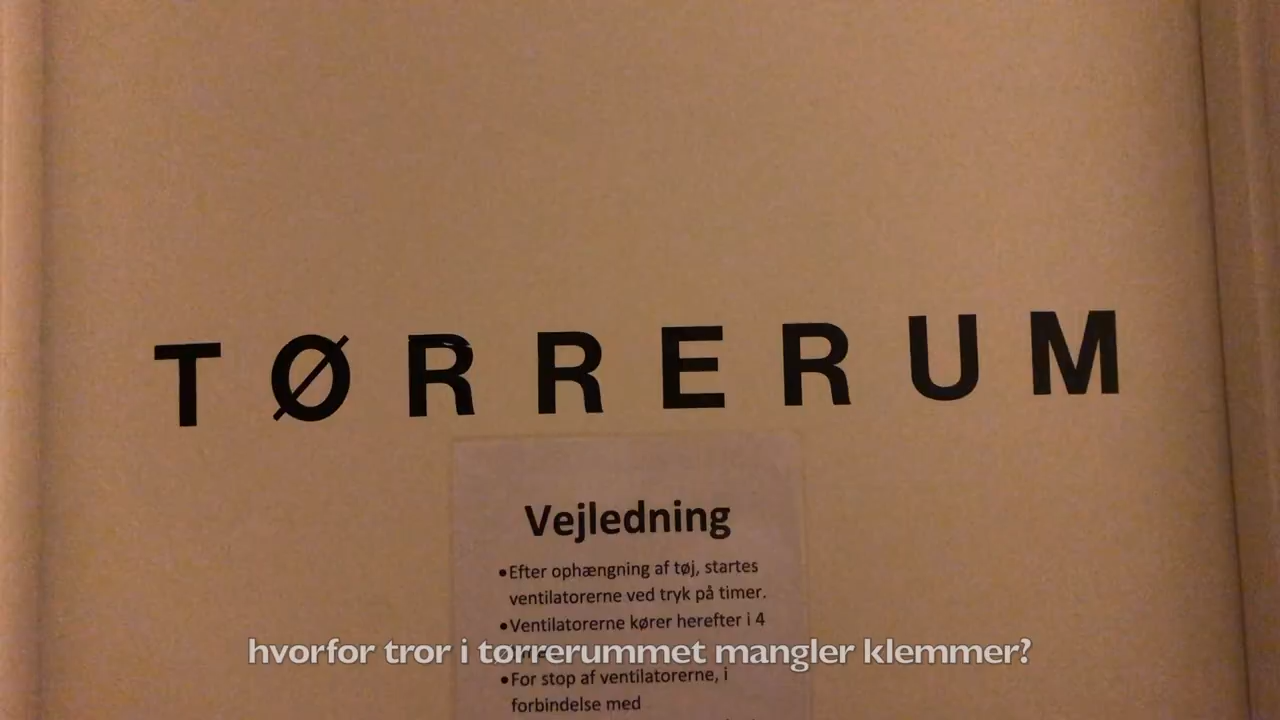 TØRRERUM
Vejledning
•Efter ophængning af tøj, startes
ventilatorerne ved tryk på timer.
•Ventilatorerne kører herefter i 4
hvorfor tror i tørrerummet mangler klemmer?
•For stop af ventilatorerne, i
forbindelse med